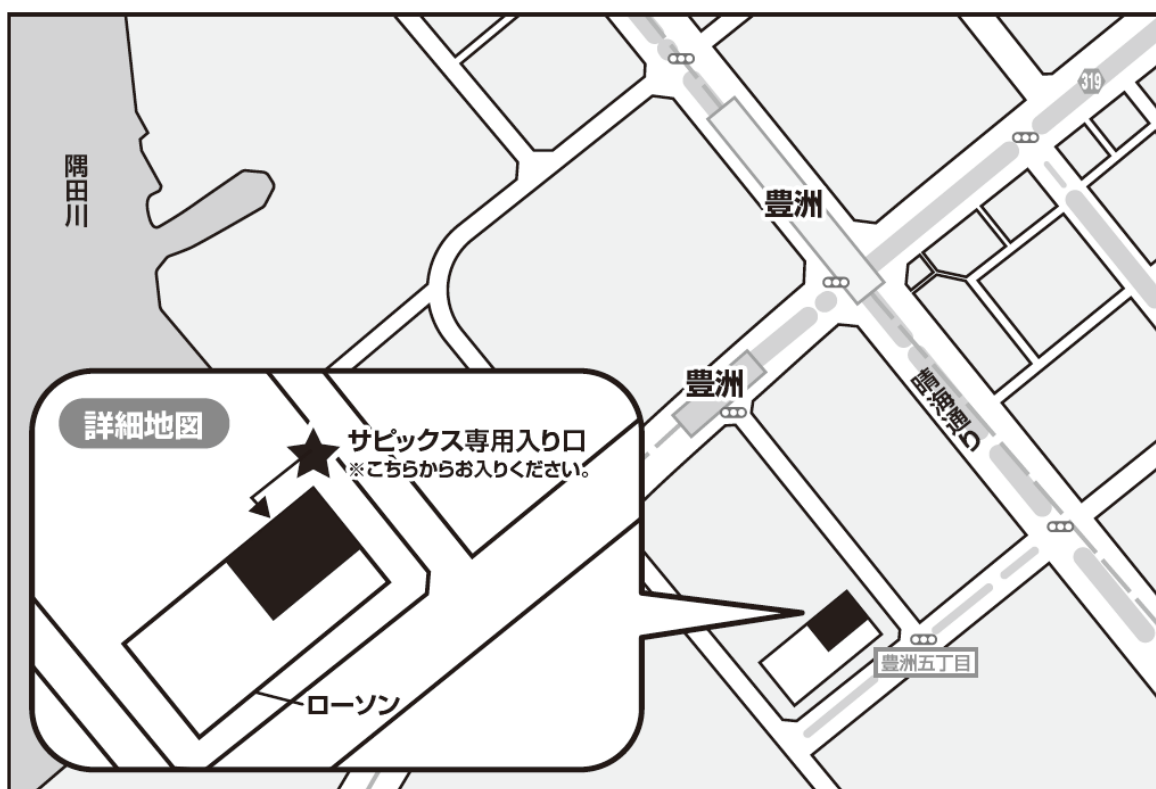 319
隅田川
豊洲
豊洲
晴海通り
詳細地図
サピックス専用入り口
※こちらからお入りください。
ローソン
豊洲五丁目